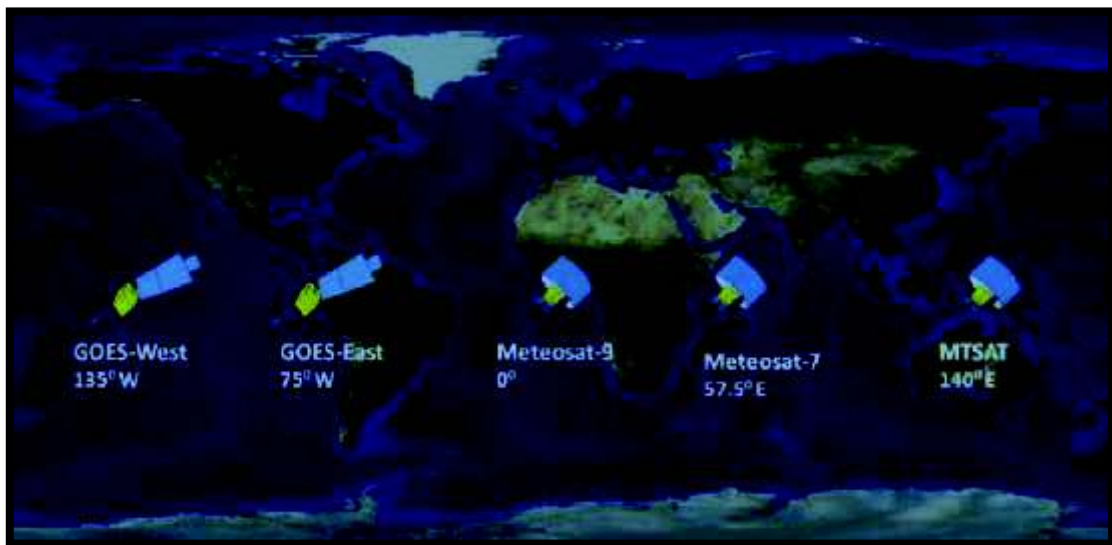 GOES-West
135° W
GOES-East
75° W
Meteosat-9
0°
Meteosat-7
57.5° E
MTSAT
140° E